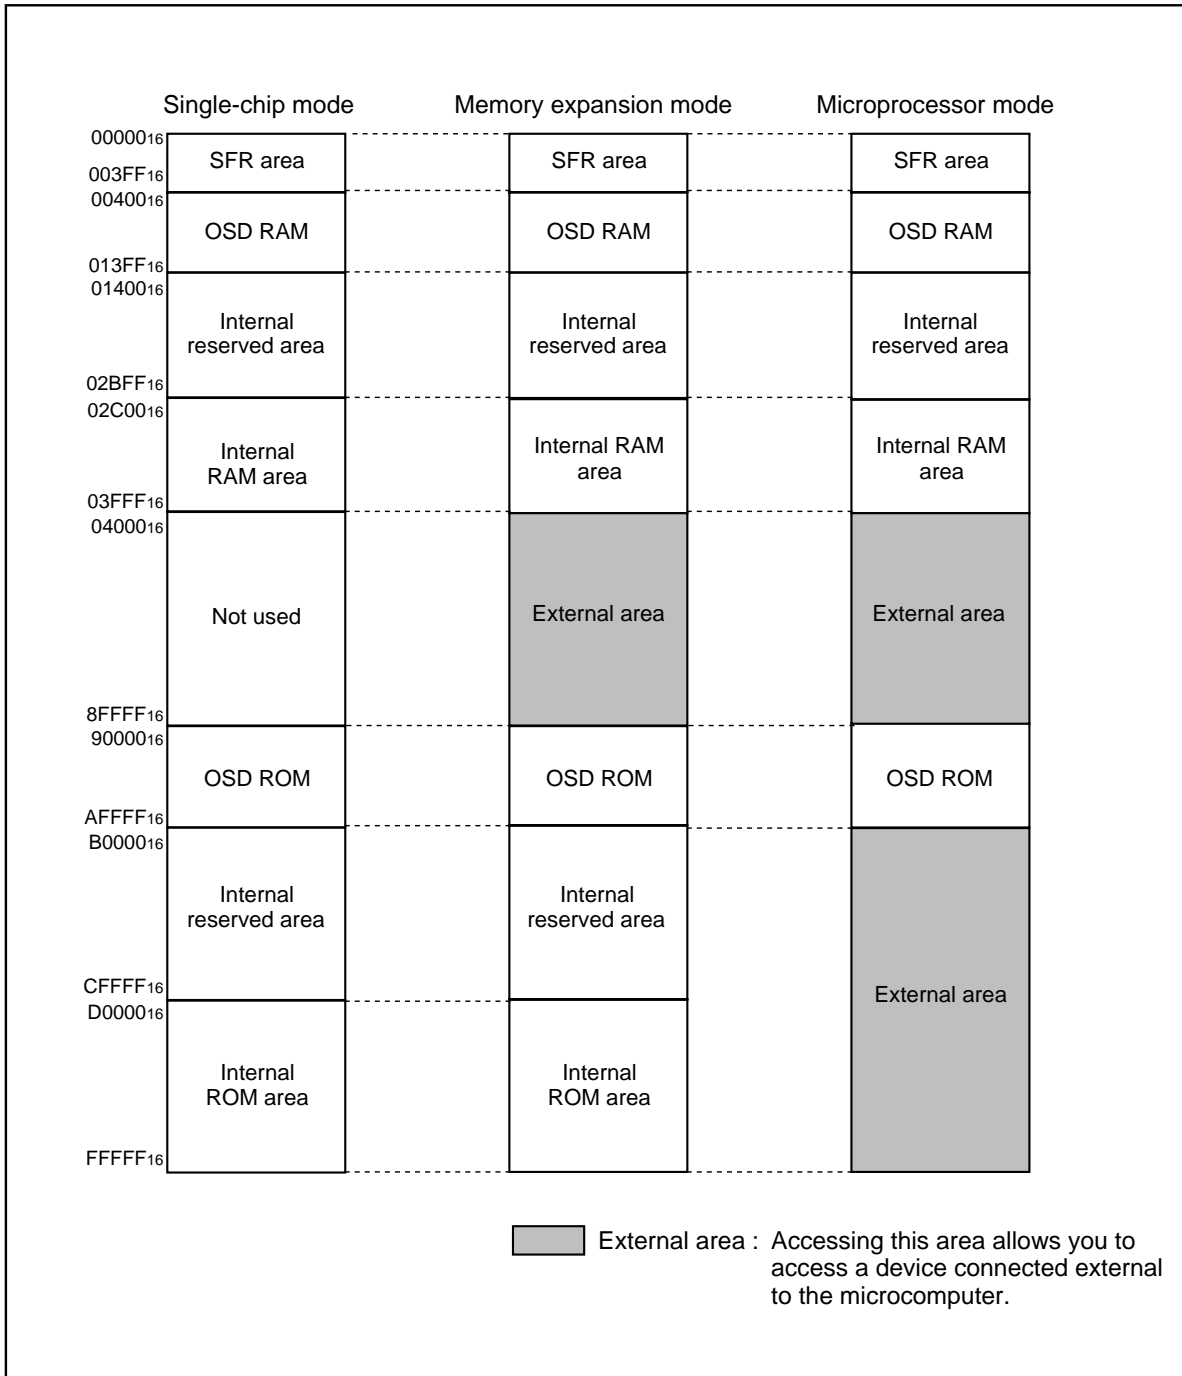 Single-chip mode Memory expansion mode Microprocessor mode
0000016
SFR area SFR area SFR area
003FF16
0040016
OSD RAM OSD RAM OSD RAM
013FF16
0140016
Internal Internal Internal
reserved area reserved area reserved area
02BFF16
02C0016
Internal RAM Internal RAM
Internal area area
RAM area
03FFF16
0400016
Not used External area External area
8FFFF16
9000016
OSD ROM OSD ROM OSD ROM
AFFFF16
B000016
Internal Internal
reserved area reserved area
CFFFF16
External area
D000016
Internal Internal
ROM area ROM area
FFFFF16
External area : Accessing this area allows you to
access a device connected external
to the microcomputer.